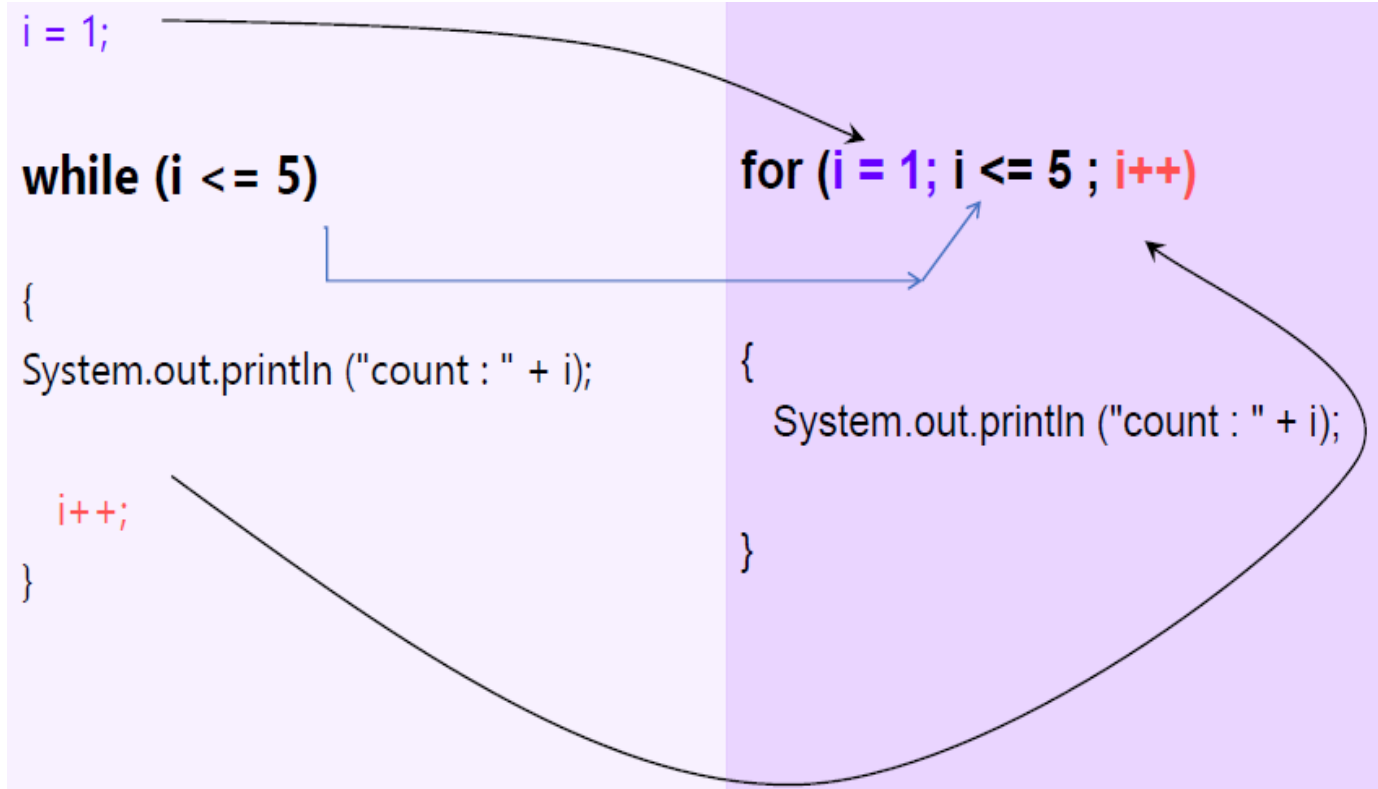 i = 1;
while (i <= 5)
{
System.out.println ("count : " + i);
i++;
}
for (i = 1; i <= 5 ; i++)
{
System.out.println ("count : " + i);
}